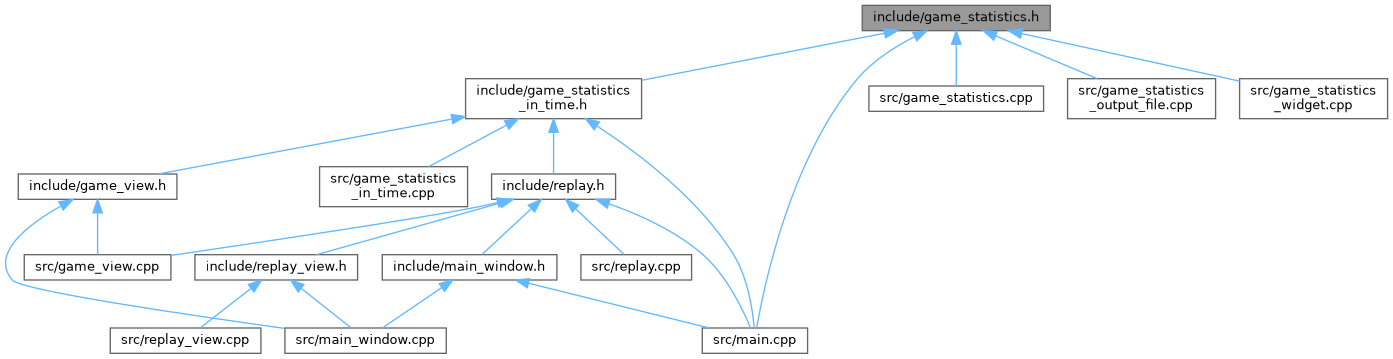 include/game_statistics.h
include/game_statistics
_in_time.h
src/game_statistics.cpp
src/game_statistics
_output_file.cpp
src/game_statistics
_widget.cpp
include/game_view.h
src/game_statistics
_in_time.cpp
include/replay.h
src/game_view.cpp
include/replay_view.h
include/main_window.h
src/replay.cpp
src/replay_view.cpp
src/main_window.cpp
src/main.cpp